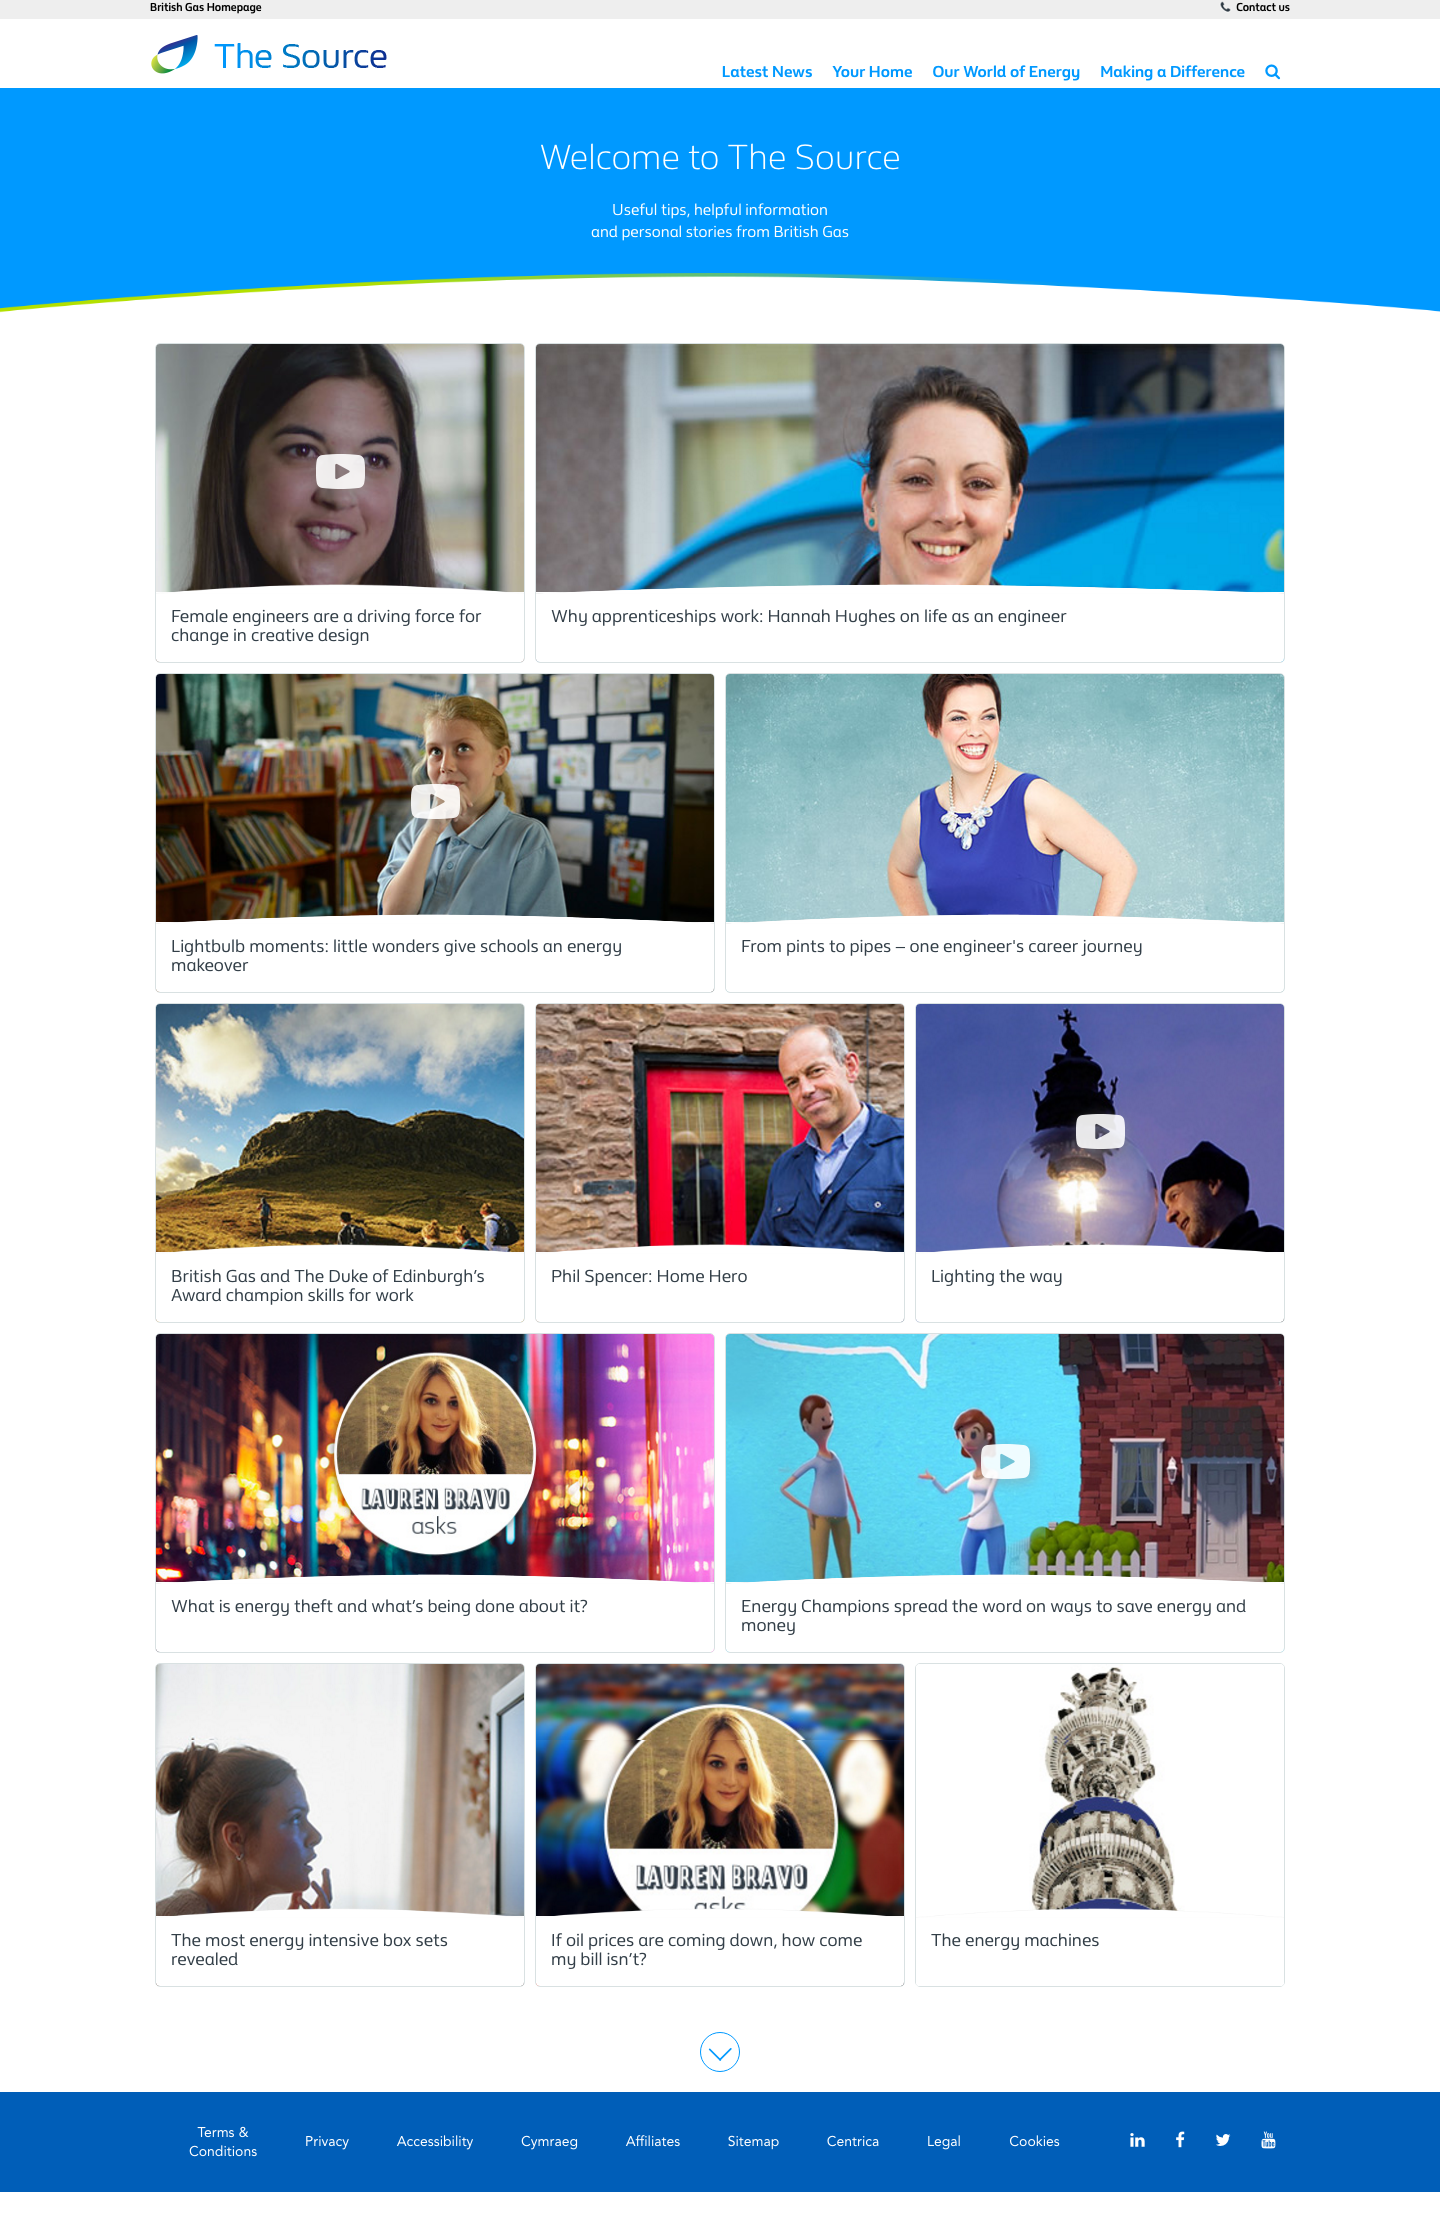 British Gas Homepage
Contact us
The Source
Latest News
Your Home
Our World of Energy
Making a Difference
Welcome to The Source
Useful tips, helpful information
and personal stories from British Gas
Female engineers are a driving force for
change in creative design
Why apprenticeships work: Hannah Hughes on life as an engineer
Lightbulb moments: little wonders give schools an energy
makeover
From pints to pipes – one engineer's career journey
British Gas and The Duke of Edinburgh’s
Award champion skills for work
Phil Spencer: Home Hero
Lighting the way
LAUREN BRAVO
asks
What is energy theft and what’s being done about it?
Energy Champions spread the word on ways to save energy and
money
The most energy intensive box sets
revealed
LAUREN BRAVO
asks
If oil prices are coming down, how come
my bill isn’t?
The energy machines
Terms &
Conditions
Privacy
Accessibility
Cymraeg
Affiliates
Sitemap
Centrica
Legal
Cookies
in
f
You
Tube